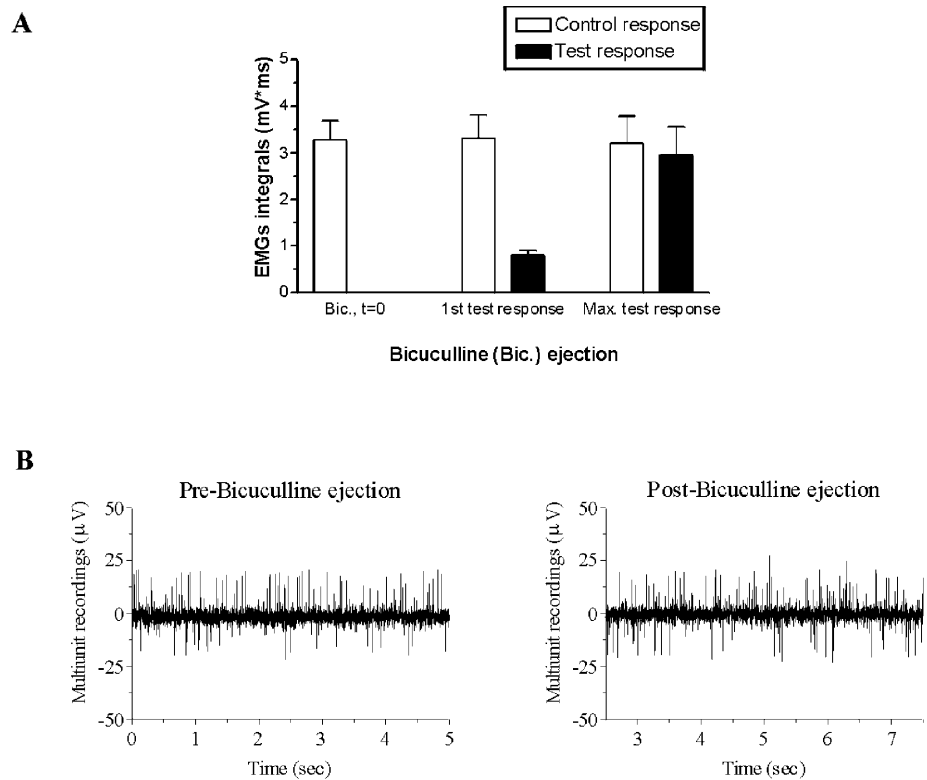 A
Control response
Test response
EMGs integrals (mV*ms)
5
4
3
2
1
0
Bic., t=0 1st test response Max. test response
Bicuculline (Bic.) ejection
B
Pre-Bicuculline ejection
Multiunit recordings (μV)
50
25
0
-25
-50
0 1 2 3 4 5
Time (sec)
Post-Bicuculline ejection
Multiunit recordings (μV)
50
25
0
-25
-50
3 4 5 6 7
Time (sec)